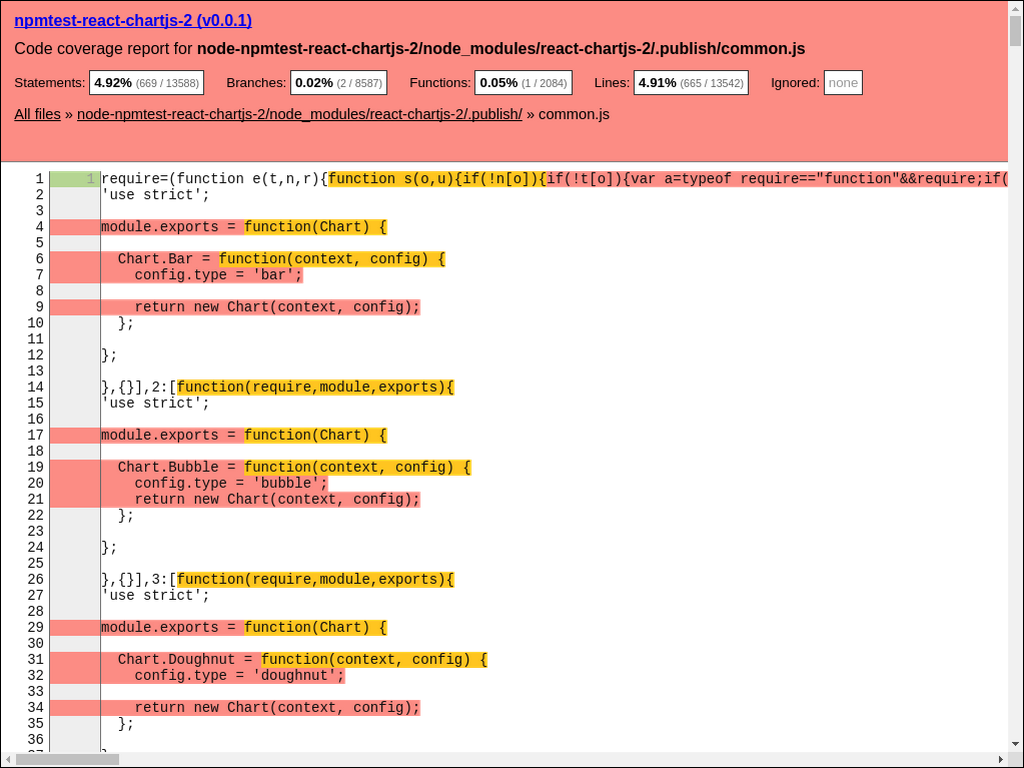 npmtest-react-chartjs-2 (v0.0.1)
Code coverage report for node-npmtest-react-chartjs-2/node_modules/react-chartjs-2/.publish/common.js
Statements: 4.92% (669 / 13588) Branches: 0.02% (2 / 8587) Functions: 0.05% (1 / 2084) Lines: 4.91% (665 / 13542) Ignored: none
All files » node-npmtest-react-chartjs-2/node_modules/react-chartjs-2/.publish/ » common.js
1 1 require=(function e(t,n,r){function s(o,u){if(!n[o]){if(!t[o]){var a=typeof require=="function"&&require;if(
2 'use strict';
3
4 module.exports = function(Chart) {
5
6 Chart.Bar = function(context, config) {
7 config.type = 'bar';
8
9 return new Chart(context, config);
10 };
11
12 };
13
14 },{}],2:[function(require,module,exports){
15 'use strict';
16
17 module.exports = function(Chart) {
18
19 Chart.Bubble = function(context, config) {
20 config.type = 'bubble';
21 return new Chart(context, config);
22 };
23
24 };
25
26 },{}],3:[function(require,module,exports){
27 'use strict';
28
29 module.exports = function(Chart) {
30
31 Chart.Doughnut = function(context, config) {
32 config.type = 'doughnut';
33
34 return new Chart(context, config);
35 };
36